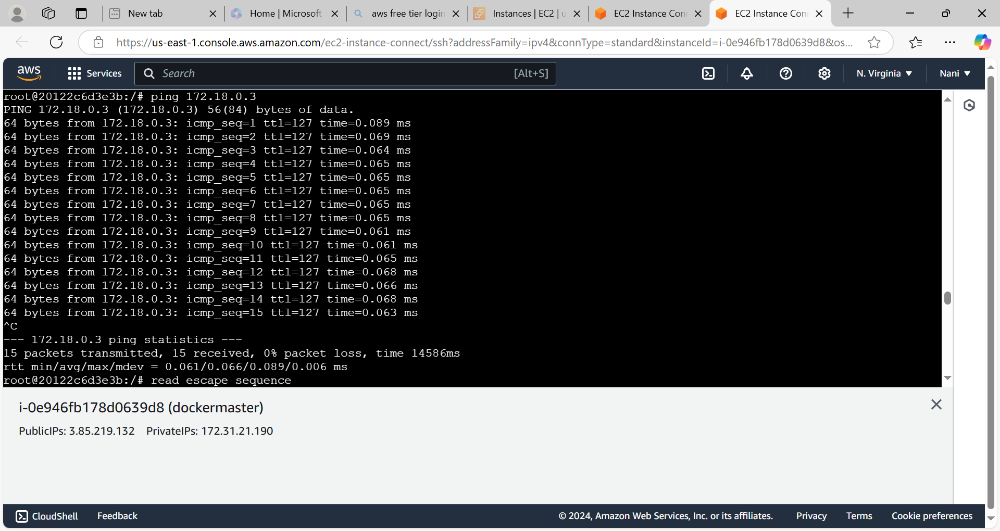 New tab
Home | Microsoft
aws free tier login
Instances | EC2 | u
EC2 Instance Con
EC2 Instance Con
https://us-east-1.console.aws.amazon.com/ec2-instance-connect/ssh?addressFamily=ipv4&connType=standard&instanceId=i-0e946fb178d0639d8&os...
aws
Services
Search
[Alt+S]
N. Virginia ▼
Nani ▼
root@20122c6d3e3b:/# ping 172.18.0.3
PING 172.18.0.3 (172.18.0.3) 56(84) bytes of data.
64 bytes from 172.18.0.3: icmp_seq=1 ttl=127 time=0.089 ms
64 bytes from 172.18.0.3: icmp_seq=2 ttl=127 time=0.069 ms
64 bytes from 172.18.0.3: icmp_seq=3 ttl=127 time=0.064 ms
64 bytes from 172.18.0.3: icmp_seq=4 ttl=127 time=0.065 ms
64 bytes from 172.18.0.3: icmp_seq=5 ttl=127 time=0.065 ms
64 bytes from 172.18.0.3: icmp_seq=6 ttl=127 time=0.065 ms
64 bytes from 172.18.0.3: icmp_seq=7 ttl=127 time=0.065 ms
64 bytes from 172.18.0.3: icmp_seq=8 ttl=127 time=0.065 ms
64 bytes from 172.18.0.3: icmp_seq=9 ttl=127 time=0.061 ms
64 bytes from 172.18.0.3: icmp_seq=10 ttl=127 time=0.061 ms
64 bytes from 172.18.0.3: icmp_seq=11 ttl=127 time=0.065 ms
64 bytes from 172.18.0.3: icmp_seq=12 ttl=127 time=0.068 ms
64 bytes from 172.18.0.3: icmp_seq=13 ttl=127 time=0.066 ms
64 bytes from 172.18.0.3: icmp_seq=14 ttl=127 time=0.068 ms
64 bytes from 172.18.0.3: icmp_seq=15 ttl=127 time=0.063 ms
^C
--- 172.18.0.3 ping statistics ---
15 packets transmitted, 15 received, 0% packet loss, time 14586ms
rtt min/avg/max/mdev = 0.061/0.066/0.089/0.006 ms
root@20122c6d3e3b:/# read escape sequence
i-0e946fb178d0639d8 (dockermaster)
PublicIPs: 3.85.219.132 PrivateIPs: 172.31.21.190
CloudShell
Feedback
© 2024, Amazon Web Services, Inc. or its affiliates.
Privacy
Terms
Cookie preferences